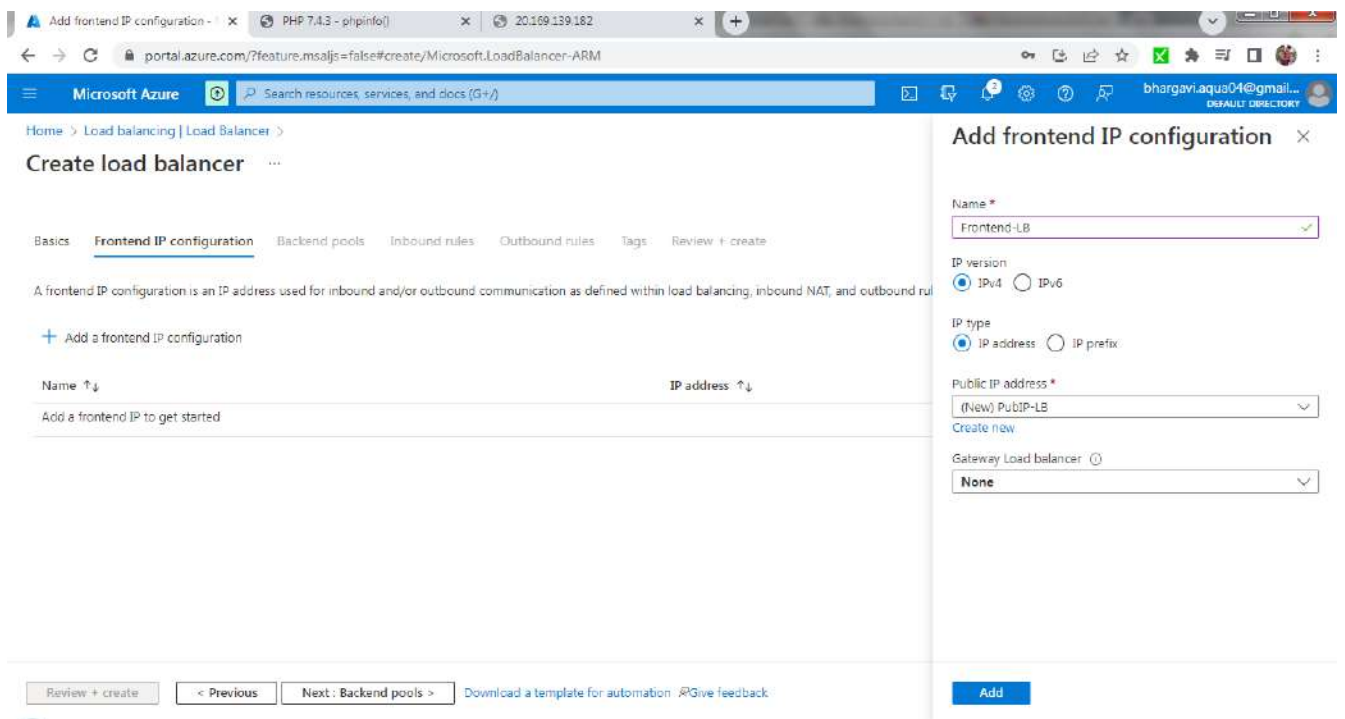 Add frontend IP configuration -
PHP 7.4.3 - phpinfo()
20.169.139.182
portal.azure.com/?feature.msaljs=false#create/Microsoft.LoadBalancer-ARM
Microsoft Azure
Search resources, services, and docs (G+/)
2
bhargavi.aqua04@gmail...
DEFAULT DIRECTORY
Home > Load balancing | Load Balancer >
Create load balancer ...
Basics Frontend IP configuration Backend pools Inbound rules Outbound rules Tags Review + create
A frontend IP configuration is an IP address used for inbound and/or outbound communication as defined within load balancing, inbound NAT, and outbound rul
+ Add a frontend IP configuration
Name ↑↓ IP address ↑↓
Add a frontend IP to get started
Review + create < Previous Next : Backend pools > Download a template for automation Give feedback
Add frontend IP configuration ×
Name *
Frontend-LB
IP version
IPv4 IPv6
IP type
IP address IP prefix
Public IP address *
(New) PubIP-LB
Create new
Gateway Load balancer
None
Add